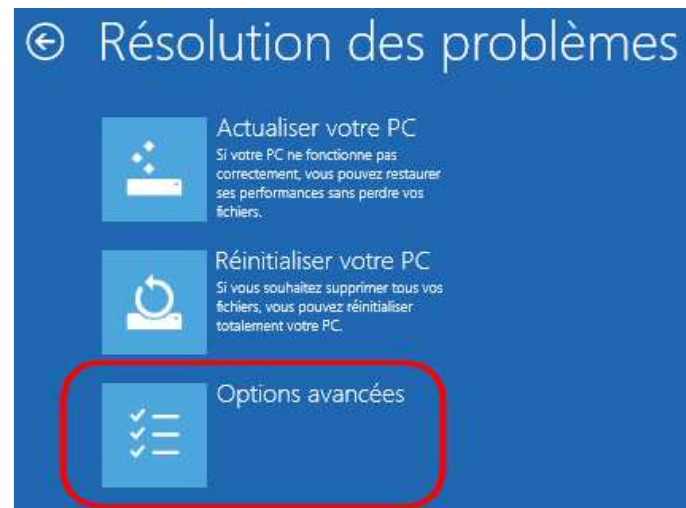 Résolution des problèmes
Actualiser votre PC
Si votre PC ne fonctionne pas
correctement, vous pouvez restaurer
ses performances sans perdre vos
fichiers.
Réinitialiser votre PC
Si vous souhaitez supprimer tous vos
fichiers, vous pouvez réinitialiser
totalement votre PC.
Options avancées